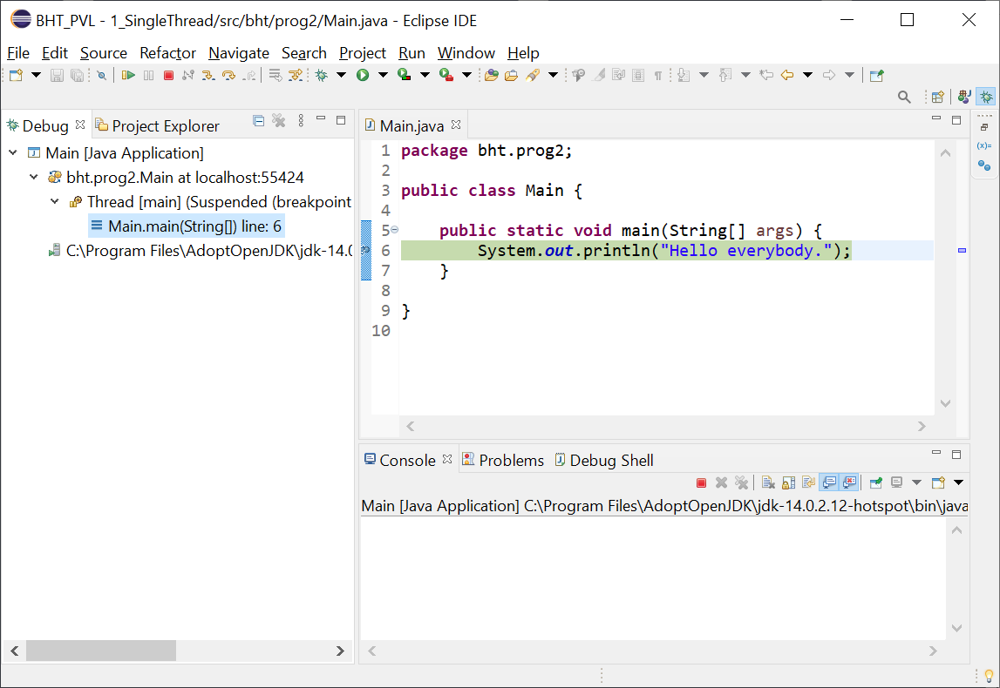 BHT_PVL - 1_SingleThread/src/bht/prog2/Main.java - Eclipse IDE
File Edit Source Refactor Navigate Search Project Run Window Help
Debug Project Explorer
Main [Java Application]
bht.prog2.Main at localhost:55424
Thread [main] (Suspended (breakpoint
Main.main(String[]) line: 6
C:\Program Files\AdoptOpenJDK\jdk-14.0
Main.java
1 package bht.prog2;
2
3 public class Main {
4
5 public static void main(String[] args) {
6 System.out.println("Hello everybody.");
7 }
8
9 }
10
(x)=
Console Problems Debug Shell
Main [Java Application] C:\Program Files\AdoptOpenJDK\jdk-14.0.2.12-hotspot\bin\java